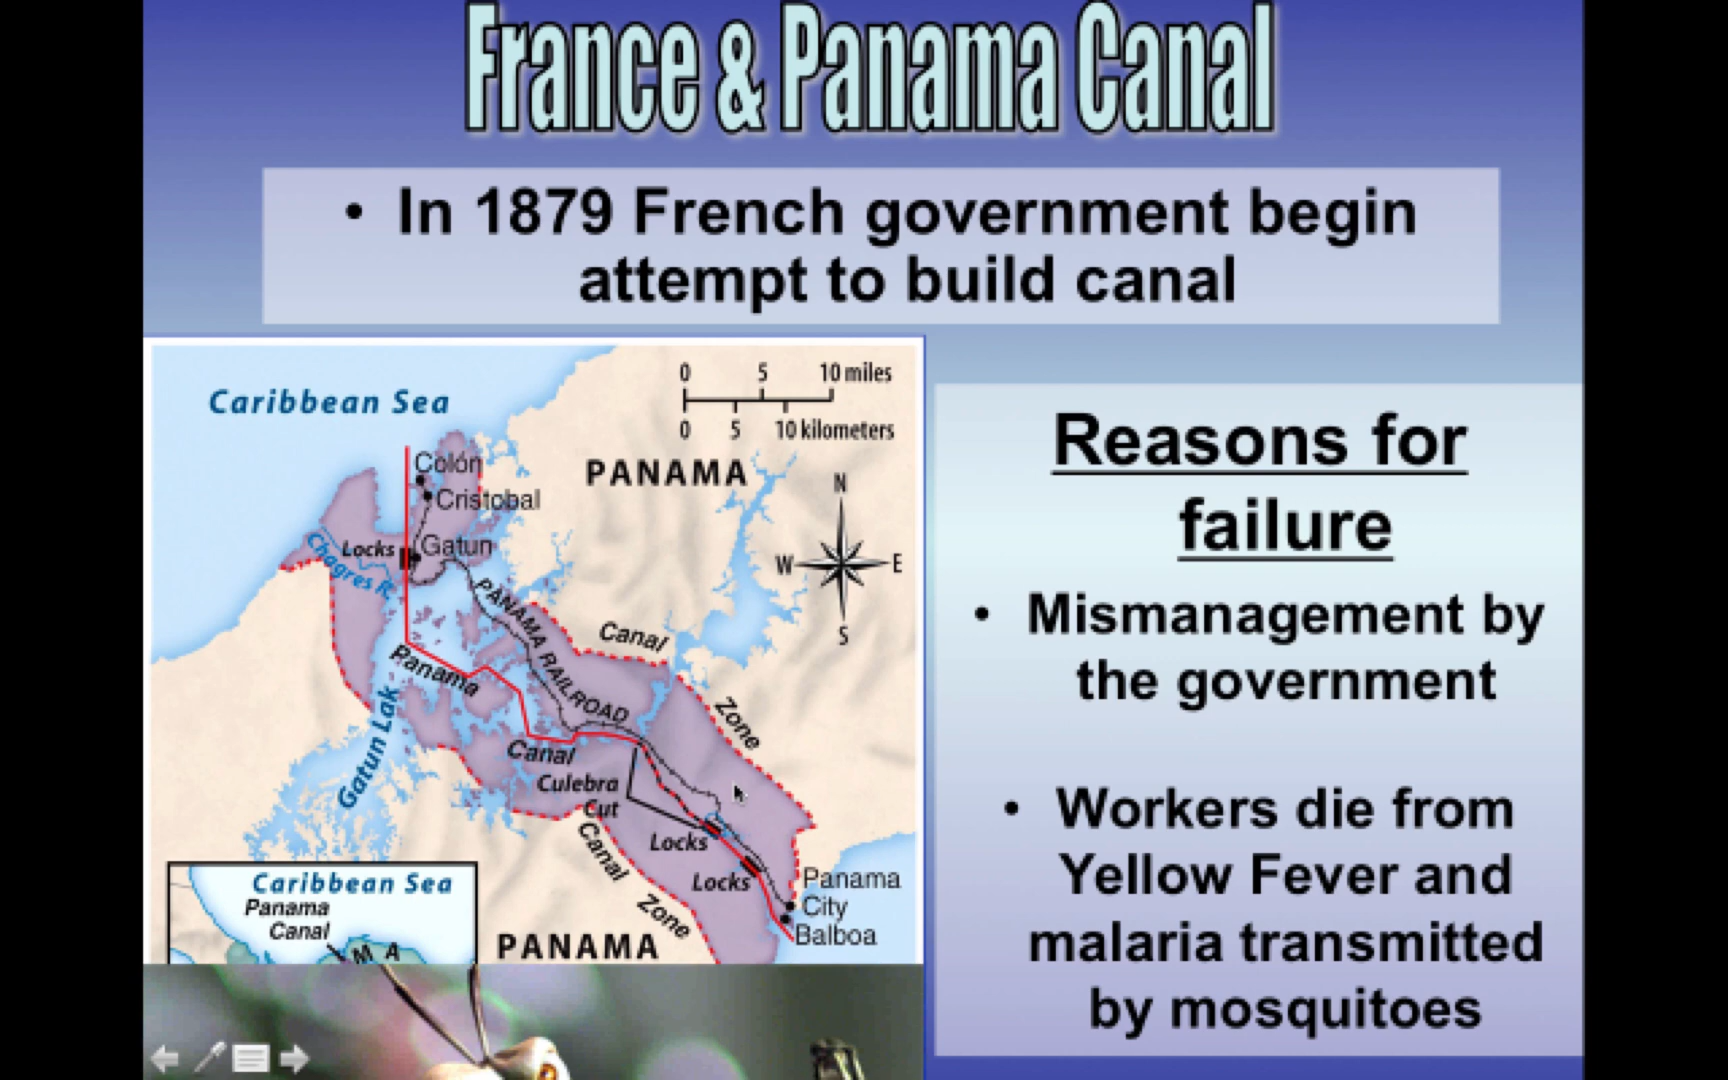 France & Panama Canal
• In 1879 French government begin
attempt to build canal
Caribbean Sea
0 5 10 miles
0 5 10 kilometers
PANAMA
N
W E
S
Colón
Cristobal
Locks
Gatun
Chagres R.
PANAMA RAILROAD
Canal
Zone
Panama
Canal
Gatun Lak
Culebra
Cut
Canal
Zone
Locks
Locks
Panama
City
Balboa
PANAMA
Caribbean Sea
Panama
Canal
M A
Reasons for
failure
• Mismanagement by
the government
• Workers die from
Yellow Fever and
malaria transmitted
by mosquitoes